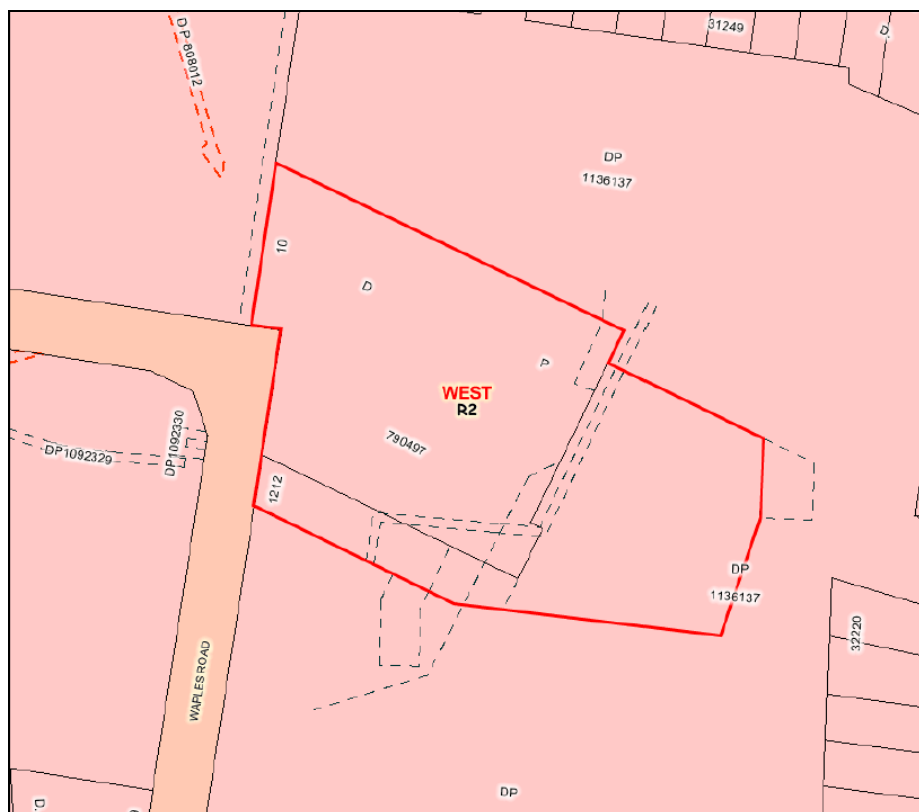 31249
D.
DP 808012
DP
1136137
10
D
P
WEST
R2
790497
DP1092330
DP1092329
1212
DP
1136137
32220
WAPLES ROAD
DP
D.